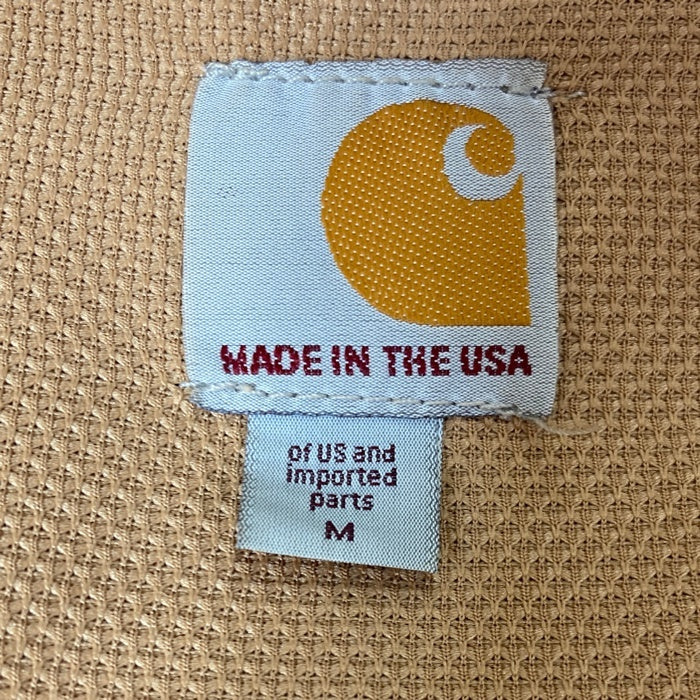 MADE IN THE USA
of US and
imported
parts
M